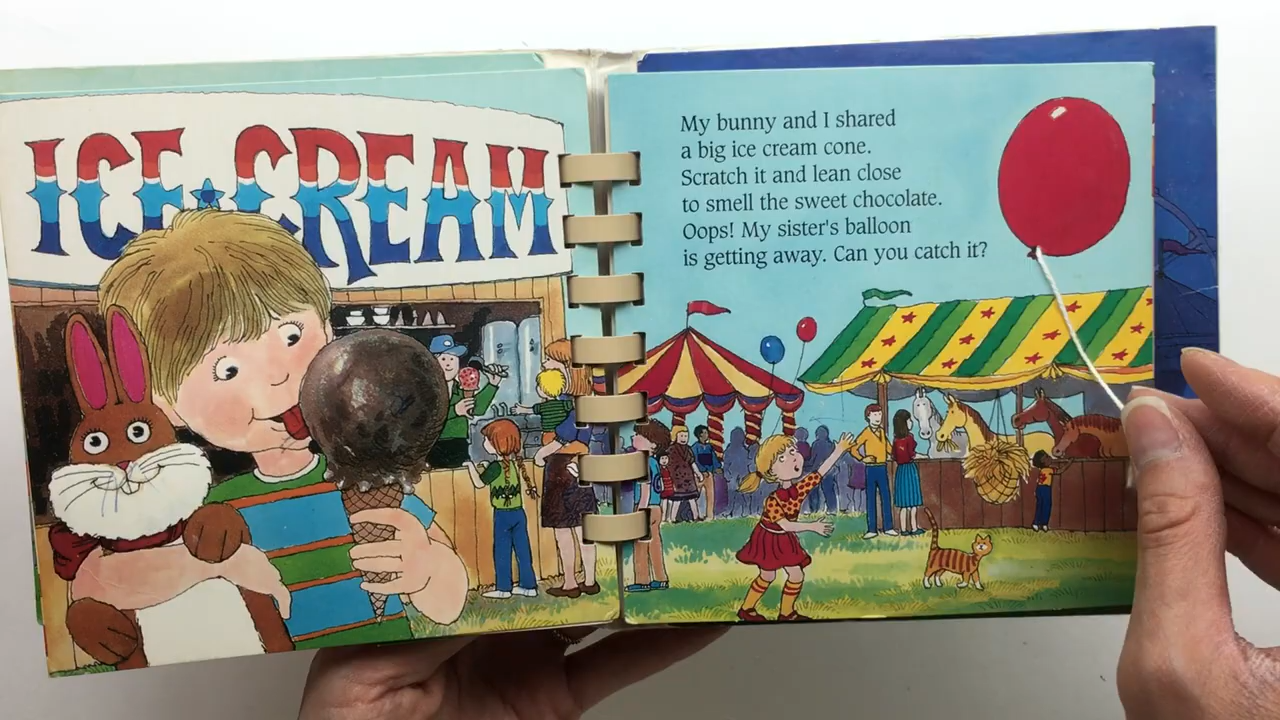 ICE CREAM
My bunny and I shared
a big ice cream cone.
Scratch it and lean close
to smell the sweet chocolate.
Oops! My sister's balloon
is getting away. Can you catch it?